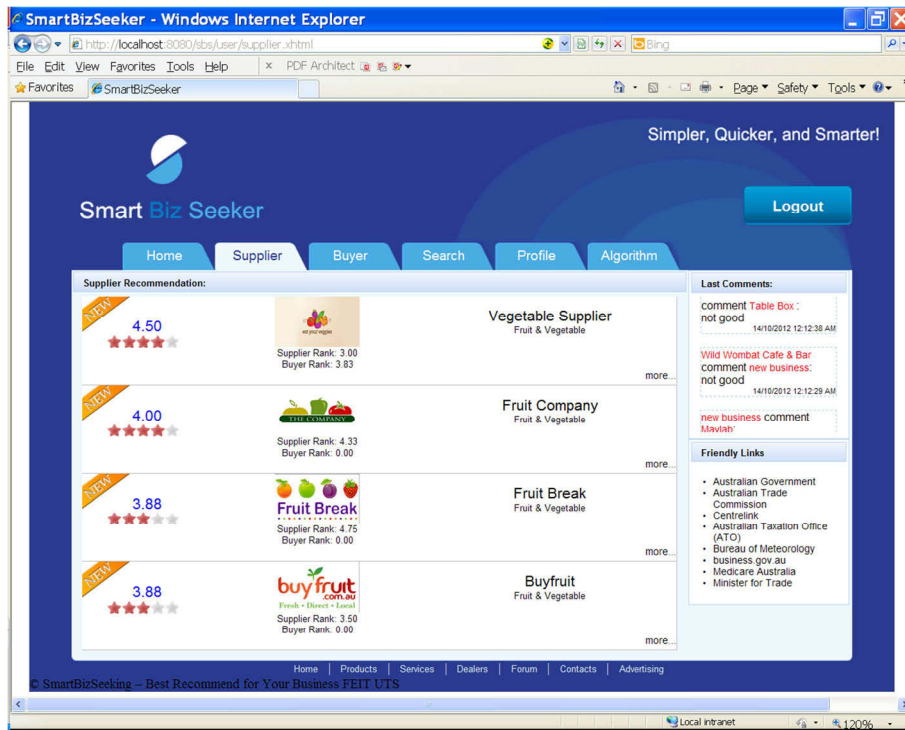 SmartBizSeeker - Windows Internet Explorer
http://localhost:8080/sbs/user/supplier.xhtml
Bing
File Edit View Favorites Tools Help x PDF Architect
Favorites SmartBizSeeker Page Safety Tools
Simpler, Quicker, and Smarter!
Smart Biz Seeker
Logout
Home Supplier Buyer Search Profile Algorithm
Supplier Recommendation:
NEW
4.50
eat your veggies
Supplier Rank: 3.00
Buyer Rank: 3.83
Vegetable Supplier
Fruit & Vegetable
more...
NEW
4.00
THE COMPANY
Supplier Rank: 4.33
Buyer Rank: 0.00
Fruit Company
Fruit & Vegetable
more...
NEW
3.88
Fruit Break
Supplier Rank: 4.75
Buyer Rank: 0.00
Fruit Break
Fruit & Vegetable
more...
NEW
3.88
buyfruit
.com.au
Fresh • Direct • Local
Supplier Rank: 3.50
Buyer Rank: 0.00
Buyfruit
Fruit & Vegetable
more...
Last Comments:
comment Table Box :
not good
14/10/2012 12:12:38 AM
Wild Wombat Cafe & Bar
comment new business:
not good
14/10/2012 12:12:29 AM
new business comment
Maylab:
Friendly Links
• Australian Government
• Australian Trade
Commission
• Centrelink
• Australian Taxation Office
(ATO)
• Bureau of Meteorology
• business.gov.au
• Medicare Australia
• Minister for Trade
Home | Products | Services | Dealers | Forum | Contacts | Advertising
© SmartBizSeeking – Best Recommend for Your Business FEIT UTS
Local intranet 120%